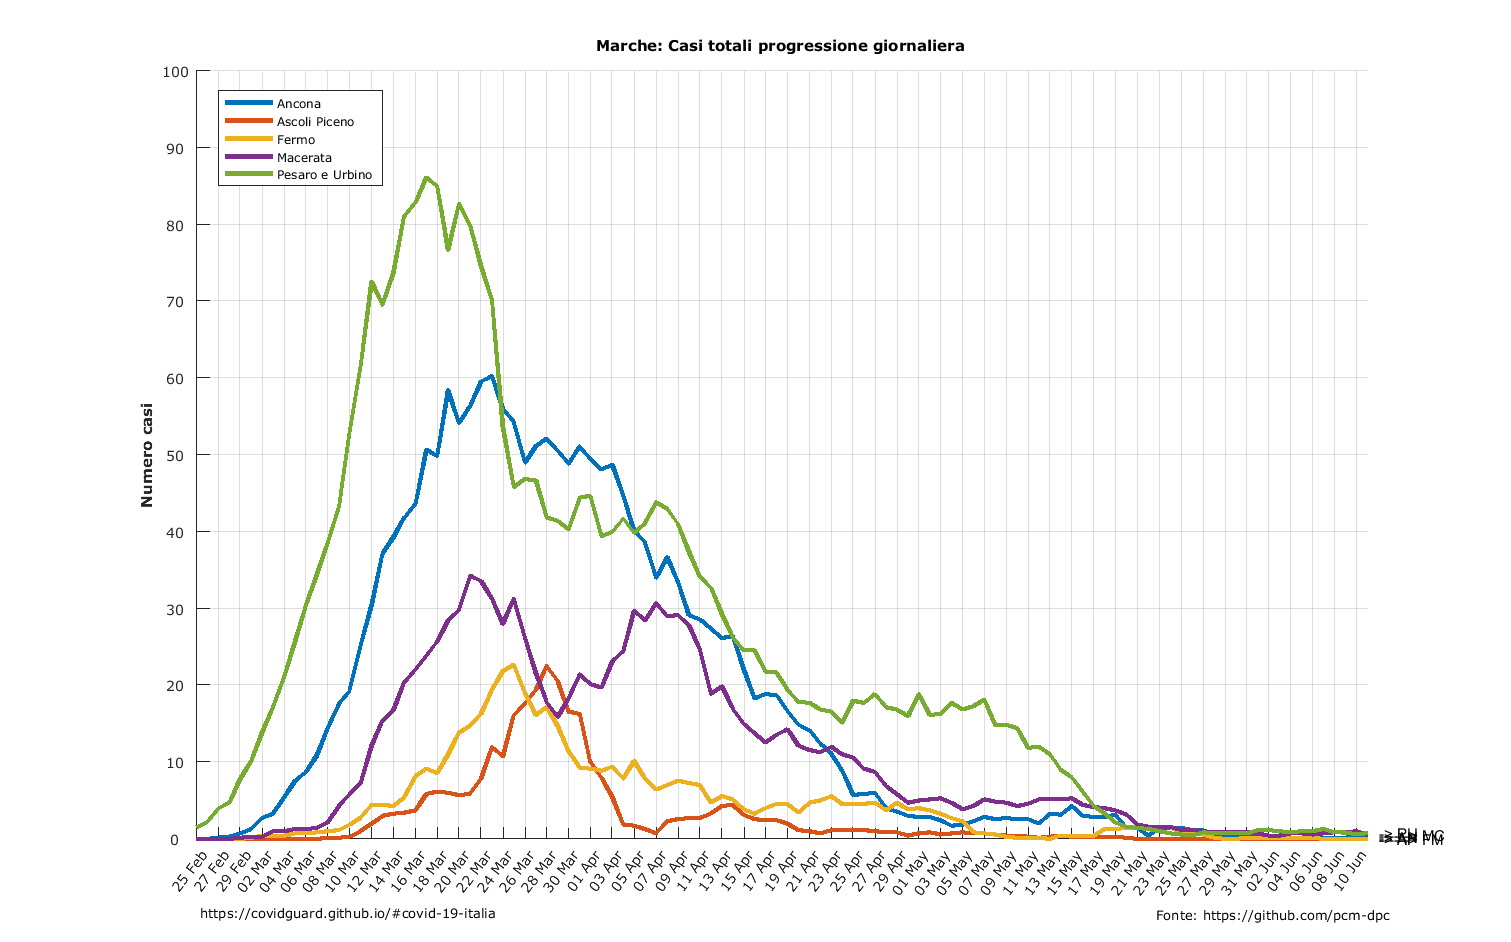 Marche: Casi totali progressione giornaliera
100
90
80
70
60
50
40
30
20
10
0
Numero casi
Ancona
Ascoli Piceno
Fermo
Macerata
Pesaro e Urbino
25 Feb
27 Feb
29 Feb
02 Mar
04 Mar
06 Mar
08 Mar
10 Mar
12 Mar
14 Mar
16 Mar
18 Mar
20 Mar
22 Mar
24 Mar
26 Mar
28 Mar
30 Mar
01 Apr
03 Apr
05 Apr
07 Apr
09 Apr
11 Apr
13 Apr
15 Apr
17 Apr
19 Apr
21 Apr
23 Apr
25 Apr
27 Apr
29 Apr
01 May
03 May
05 May
07 May
09 May
11 May
13 May
15 May
17 May
19 May
21 May
23 May
25 May
27 May
29 May
31 May
02 Jun
04 Jun
06 Jun
08 Jun
10 Jun
https://covidguard.github.io/#covid-19-italia
Fonte: https://github.com/pcm-dpc